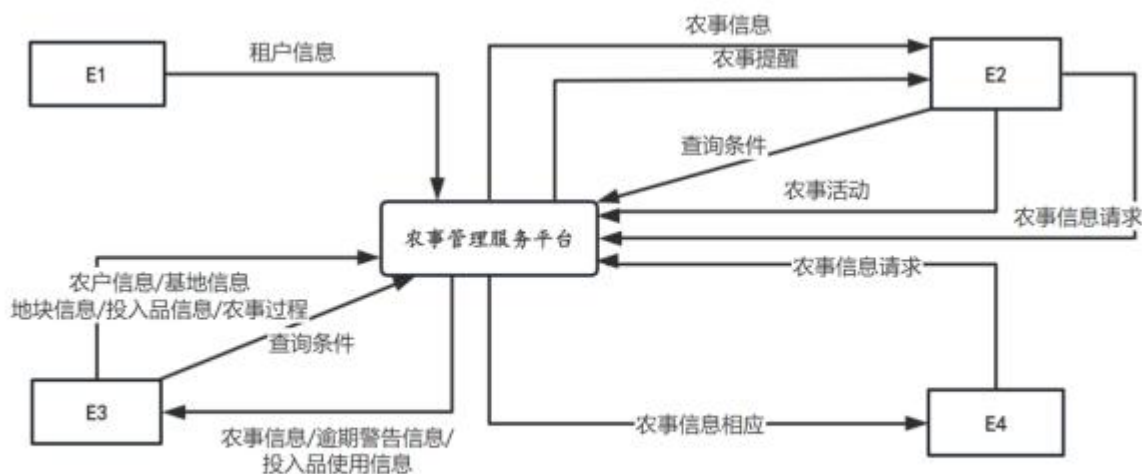 农事信息
E1
租户信息
农事提醒
E2
查询条件
农事活动
农事信息请求
农事管理服务平台
农事信息请求
农户信息/基地信息
地块信息/投入品信息/农事过程
查询条件
E3
农事信息/逾期警告信息/
投入品使用信息
农事信息相应
E4